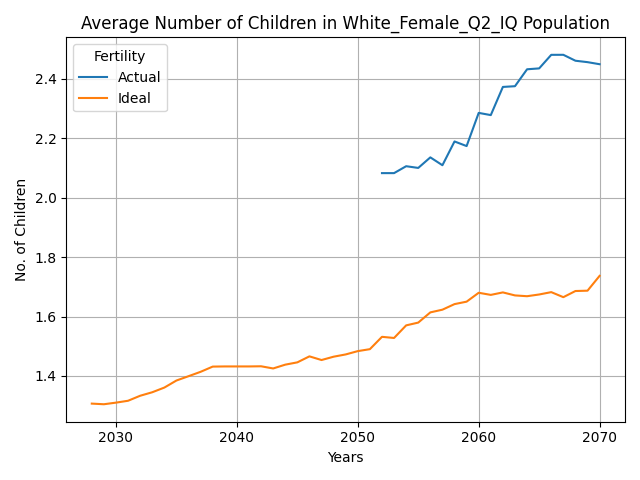 Average Number of Children in White_Female_Q2_IQ Population
Fertility
Actual
Ideal
No. of Children
2.4
2.2
2.0
1.8
1.6
1.4
2030 2040 2050 2060 2070
Years